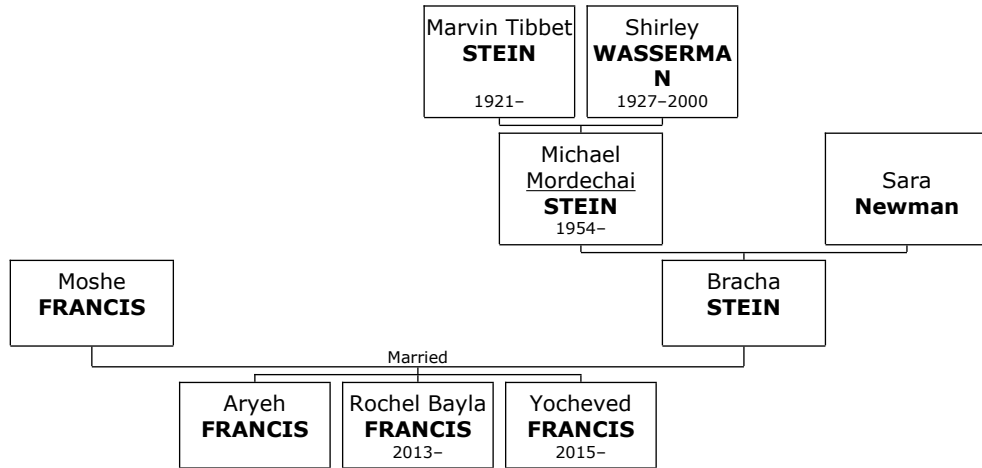 Marvin Tibbet
STEIN
1921–
Shirley
WASSERMA
N
1927–2000
Michael
Mordechai
STEIN
1954–
Sara
Newman
Moshe
FRANCIS
Bracha
STEIN
Married
Aryeh
FRANCIS
Rochel Bayla
FRANCIS
2013–
Yocheved
FRANCIS
2015–